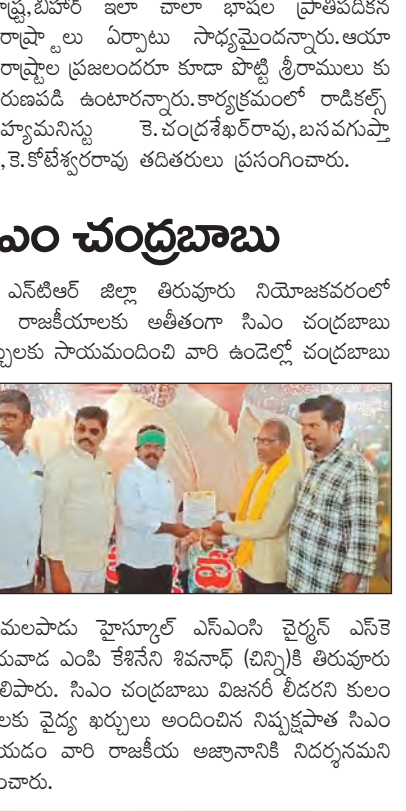 ాష్ట్ర,బిహార్ ఇలా చాలా భాషల ప్రాతిపదికన
రాష్ర్టాలు ఏర్పాటు సాధ్యమైందన్నారు.ఆయా
రాష్ట్రాల ప్రజలందరూ కూడా పొట్టి శ్రీరాములు కు
రుణపడి ఉంటారన్నారు.కార్యక్రమంలో రాడికల్స్
హ్యమనిస్టు కె.చంద్రశేఖర్‌రావు,బసవగుప్తా
,కె.కోటేశ్వరరావు తదితరులు ప్రసంగించారు.
ఎం చంద్రబాబు
ఎన్‌టిఆర్ జిల్లా తిరువూరు నియోజకవరంలో
రాజకీయాలకు అతీతంగా సిఎం చంద్రబాబు
్చులకు సాయమందించి వారి ఉండెల్లో చంద్రబాబు
మలపాడు హైస్కూల్ ఎస్ఎంసి చైర్మన్ ఎస్‌కె
యవాడ ఎంపి కేశినేని శివనాధ్ (చిన్ని)కి తిరువూరు
లిపారు. సిఎం చంద్రబాబు విజనరీ లీడరని కులం
లకు వైద్య ఖర్చులు అందించిన నిష్పక్షపాత సిఎం
యడం వారి రాజకీయ అజ్ఞానానికి నిదర్శనమని
ంచారు.